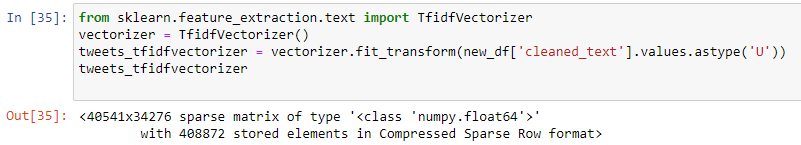 In [35]: from sklearn.feature_extraction.text import TfidfVectorizer
vectorizer = TfidfVectorizer()
tweets_tfidfvectorizer = vectorizer.fit_transform(new_df['cleaned_text'].values.astype('U'))
tweets_tfidfvectorizer
Out[35]: <40541x34276 sparse matrix of type '<class 'numpy.float64'>'
with 408872 stored elements in Compressed Sparse Row format>